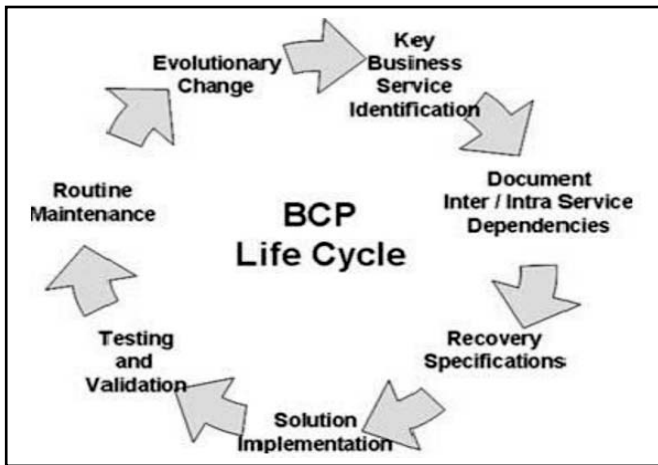 Key
Business
Service
Identification
Document
Inter / Intra Service
Dependencies
Recovery
Specifications
Solution
Implementation
Testing
and
Validation
Routine
Maintenance
Evolutionary
Change
BCP
Life Cycle